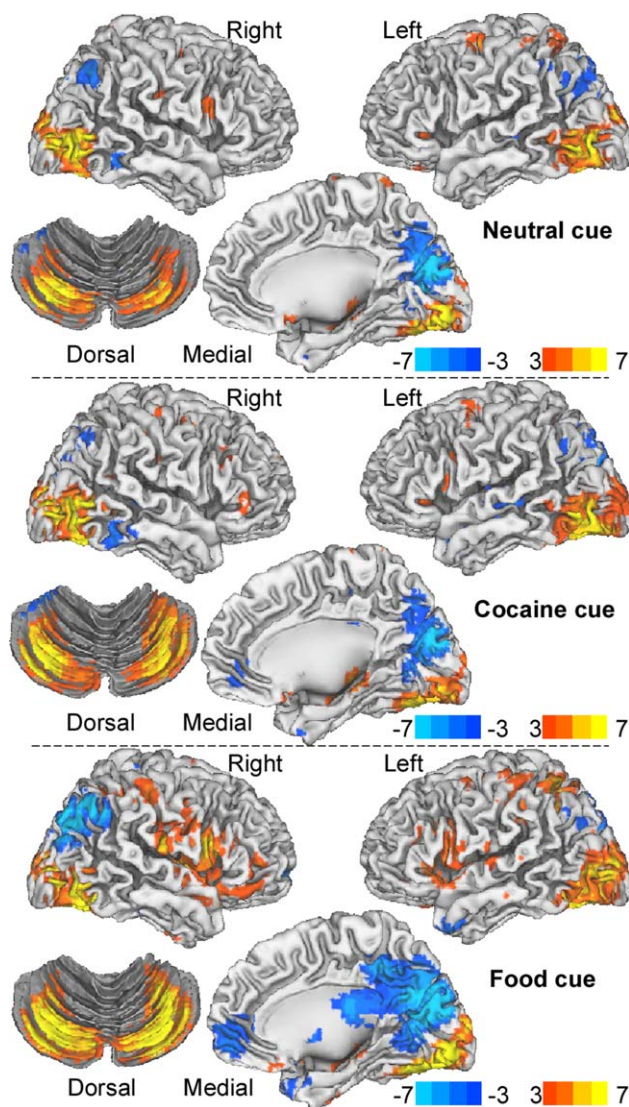 Right Left
Neutral cue
Dorsal Medial -7 -3 3 7
Right Left
Cocaine cue
Dorsal Medial
-7 -3 3 7
Right Left
Food cue
Dorsal Medial
-7 -3 3 7